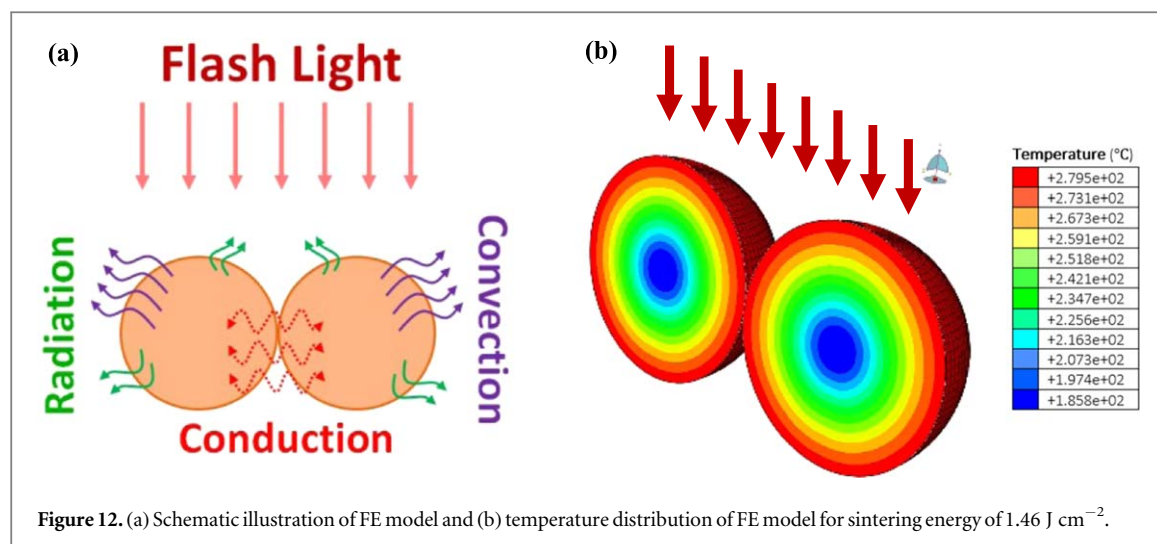 (a)
Flash Light
Radiation
Convection
Conduction
(b)
Temperature (°C)
+2.795e+02
+2.731e+02
+2.673e+02
+2.591e+02
+2.518e+02
+2.421e+02
+2.347e+02
+2.256e+02
+2.163e+02
+2.073e+02
+1.974e+02
+1.858e+02
Figure 12. (a) Schematic illustration of FE model and (b) temperature distribution of FE model for sintering energy of 1.46 J cm⁻².